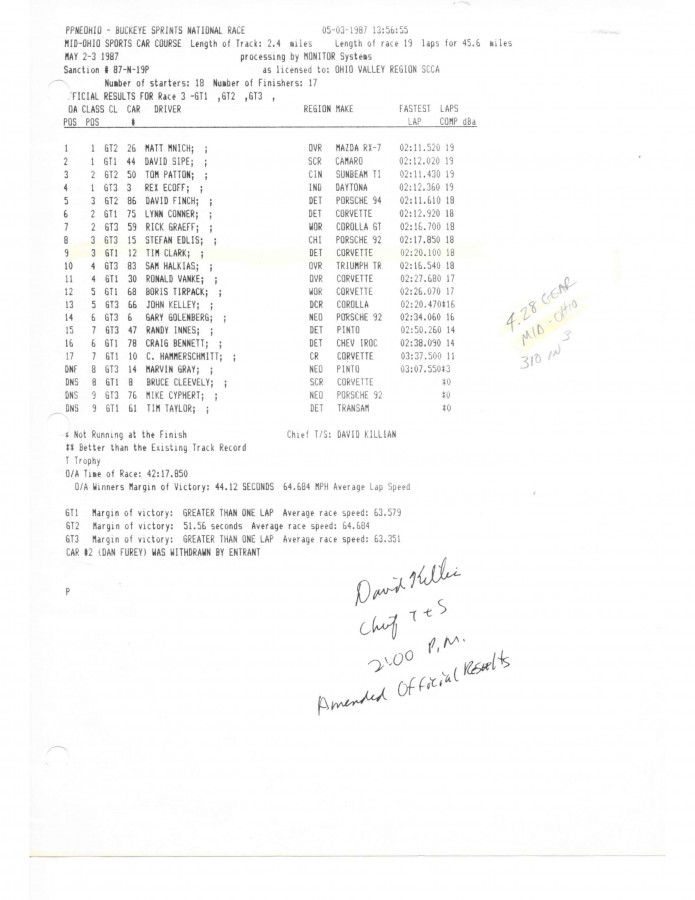 PPNEOHIO - BUCKEYE SPRINTS NATIONAL RACE 05-03-1987 13:56:55
MID-OHIO SPORTS CAR COURSE Length of Track: 2.4 miles Length of race 19 laps for 45.6 miles
MAY 2-3 1987 processing by MONITOR Systems
Sanction # 87-N-19P as licensed to: OHIO VALLEY REGION SCCA
Number of starters: 18 Number of Finishers: 17
FICIAL RESULTS FOR Race 3 -GT1 ,GT2 ,GT3 ,
OA CLASS CL CAR DRIVER REGION MAKE FASTEST LAPS
POS POS # LAP COMP dBa
1 1 GT2 26 MATT MNICH; ; OVR MAZDA RX-7 02:11.520 19
2 1 GT1 44 DAVID SIPE; ; SCR CAMARO 02:12.020 19
3 2 GT2 50 TOM PATTON; ; CIN SUNBEAM TI 02:11.430 19
4 1 GT3 3 REX ECOFF; ; IND DAYTONA 02:12.360 19
5 3 GT2 86 DAVID FINCH; ; DET PORSCHE 94 02:11.610 18
6 2 GT1 75 LYNN CONNER; ; DET CORVETTE 02:12.920 18
7 2 GT3 59 RICK GRAEFF; ; WOR COROLLA GT 02:16.700 18
8 3 GT3 15 STEFAN EDLIS; ; CHI PORSCHE 92 02:17.850 18
9 3 GT1 12 TIM CLARK; ; DET CORVETTE 02:20.100 18
10 4 GT3 83 SAM HALKIAS; ; OVR TRIUMPH TR 02:16.540 18
11 4 GT1 30 RONALD VANKE; ; OVR CORVETTE 02:27.680 17
12 5 GT1 68 BORIS TIRPACK; ; WOR CORVETTE 02:26.070 17
13 5 GT3 66 JOHN KELLEY; ; DCR COROLLA 02:20.470*16
14 6 GT3 6 GARY GOLENBERG; ; NEO PORSCHE 92 02:34.060 16
15 7 GT3 47 RANDY INNES; ; DET PINTO 02:50.260 14
16 6 GT1 78 CRAIG BENNETT; ; DET CHEV IROC 02:38.090 14
17 7 GT1 10 C. HAMMERSCHMITT; ; CR CORVETTE 03:37.500 11
DNF 8 GT3 14 MARVIN GRAY; ; NEO PINTO 03:07.550*3
DNS 8 GT1 8 BRUCE CLEEVELY; ; SCR CORVETTE *0
DNS 9 GT3 76 MIKE CYPHERT; ; NEO PORSCHE 92 *0
DNS 9 GT1 61 TIM TAYLOR; ; DET TRANSAM *0
4.28 GEAR
MID-OHIO
310 IN 3
* Not Running at the Finish Chief T/S: DAVID KILLIAN
** Better than the Existing Track Record
T Trophy
O/A Time of Race: 42:17.850
O/A Winners Margin of Victory: 44.12 SECONDS 64.684 MPH Average Lap Speed
GT1 Margin of victory: GREATER THAN ONE LAP Average race speed: 63.579
GT2 Margin of victory: 51.56 seconds Average race speed: 64.684
GT3 Margin of victory: GREATER THAN ONE LAP Average race speed: 63.351
CAR #2 (DAN FUREY) WAS WITHDRAWN BY ENTRANT
P
David Killia
Chief T & S
2:00 P.M.
Amended Official Results